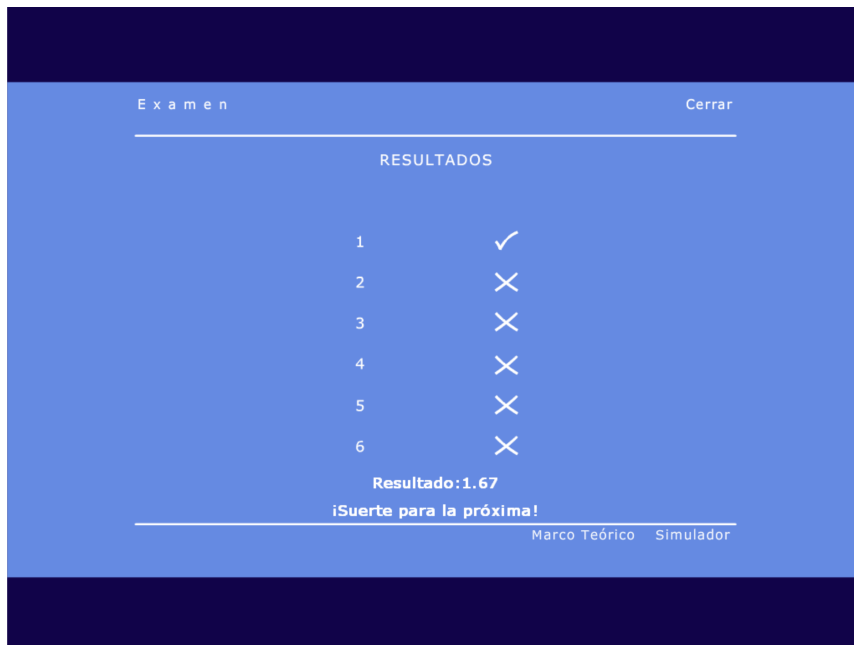 Examen Cerrar
RESULTADOS
1
2
3
4
5
6
Resultado:1.67
¡Suerte para la próxima!
Marco Teórico Simulador